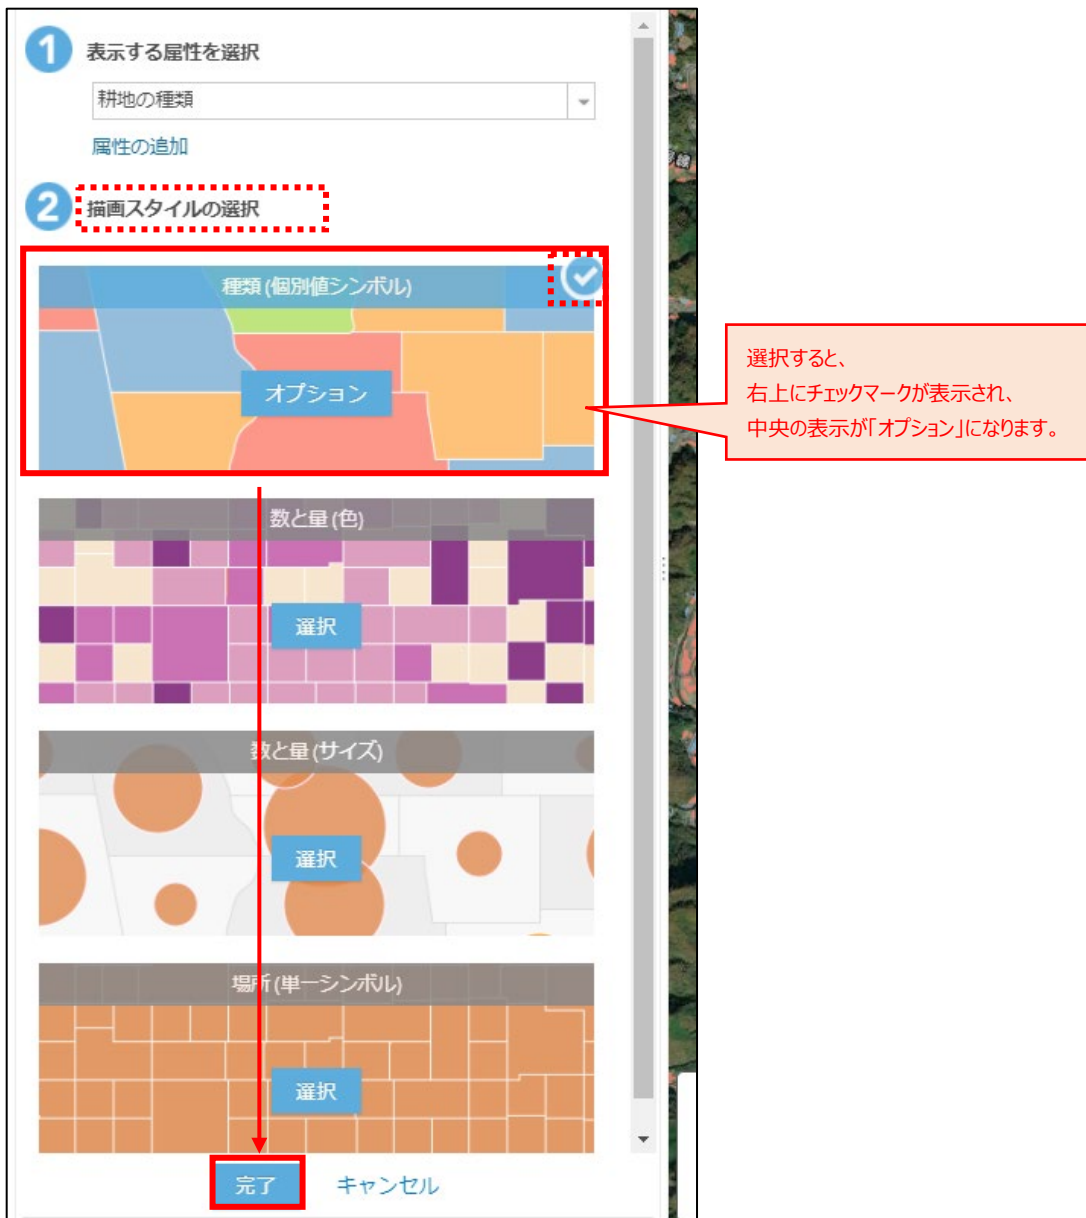 1 表示する属性を選択
耕地の種類
属性の追加
2 描画スタイルの選択
種類(個別値シンボル)
オプション
選択すると、
右上にチェックマークが表示され、
中央の表示が「オプション」になります。
数と量(色)
選択
数と量(サイズ)
選択
場所(単一シンボル)
選択
完了 キャンセル